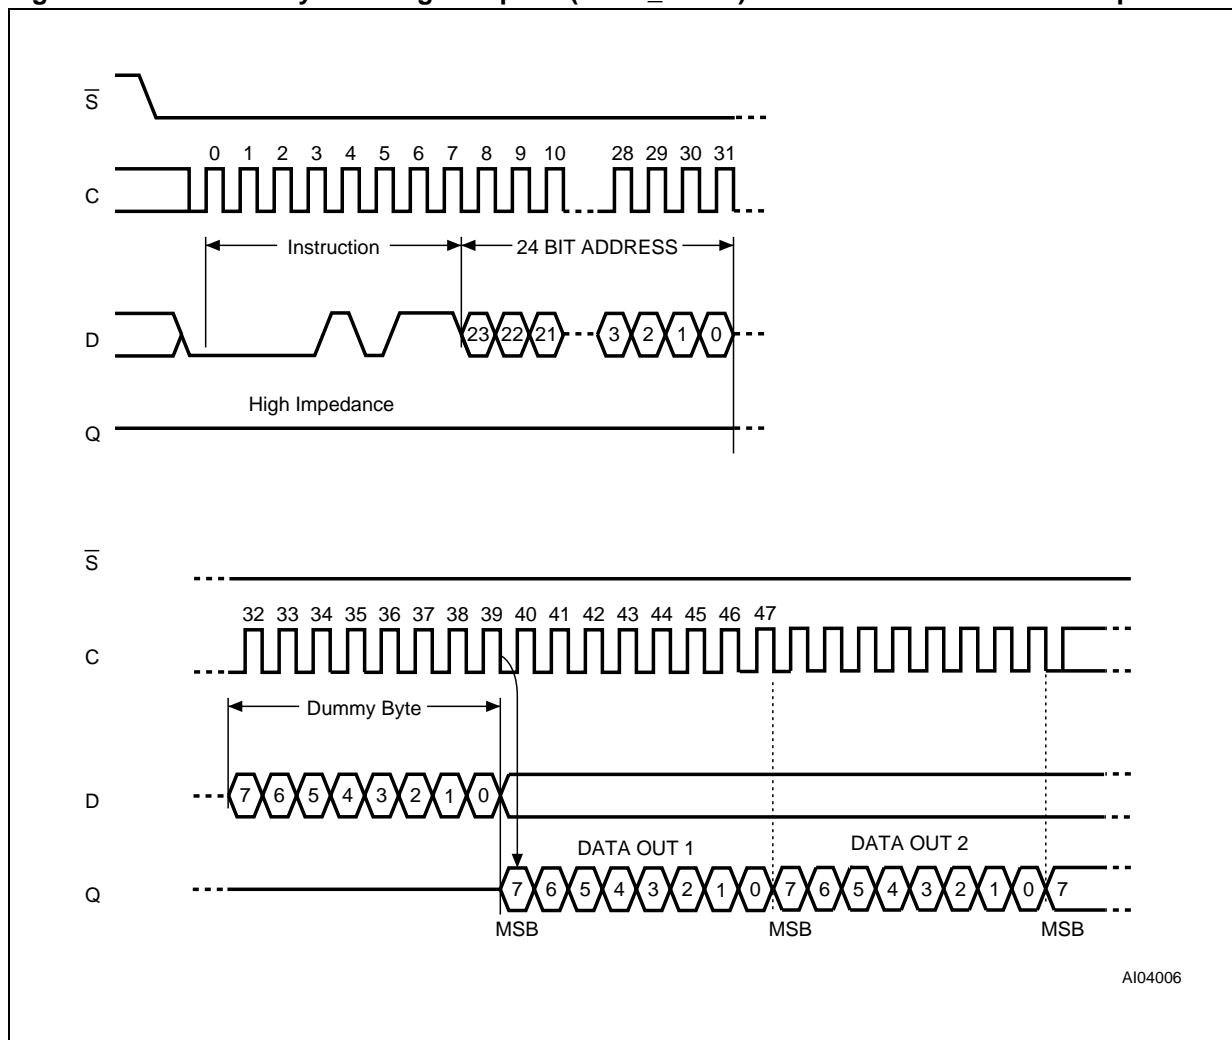 S
0 1 2 3 4 5 6 7 8 9 10 28 29 30 31
C
Instruction 24 BIT ADDRESS
D 23 22 21 3 2 1 0
High Impedance
Q
S
32 33 34 35 36 37 38 39 40 41 42 43 44 45 46 47
C
Dummy Byte
D 7 6 5 4 3 2 1 0
DATA OUT 1 DATA OUT 2
Q 7 6 5 4 3 2 1 0 7 6 5 4 3 2 1 0 7
MSB MSB MSB
AI04006